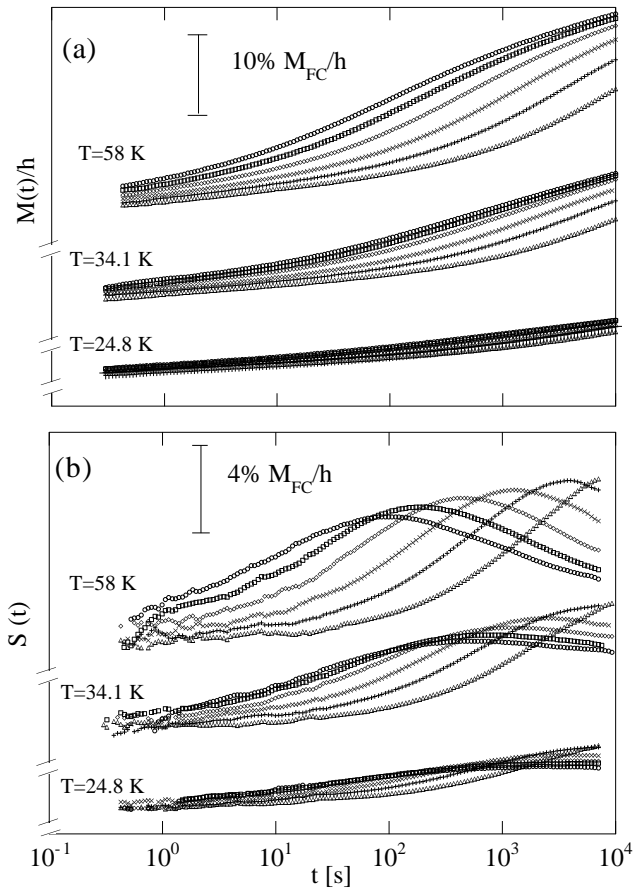 (a)
10% M_FC/h
T=58 K
M(t)/h
T=34.1 K
T=24.8 K
(b)
4% M_FC/h
T=58 K
S (t)
T=34.1 K
T=24.8 K
10^-1 10^0 10^1 10^2 10^3 10^4
t [s]